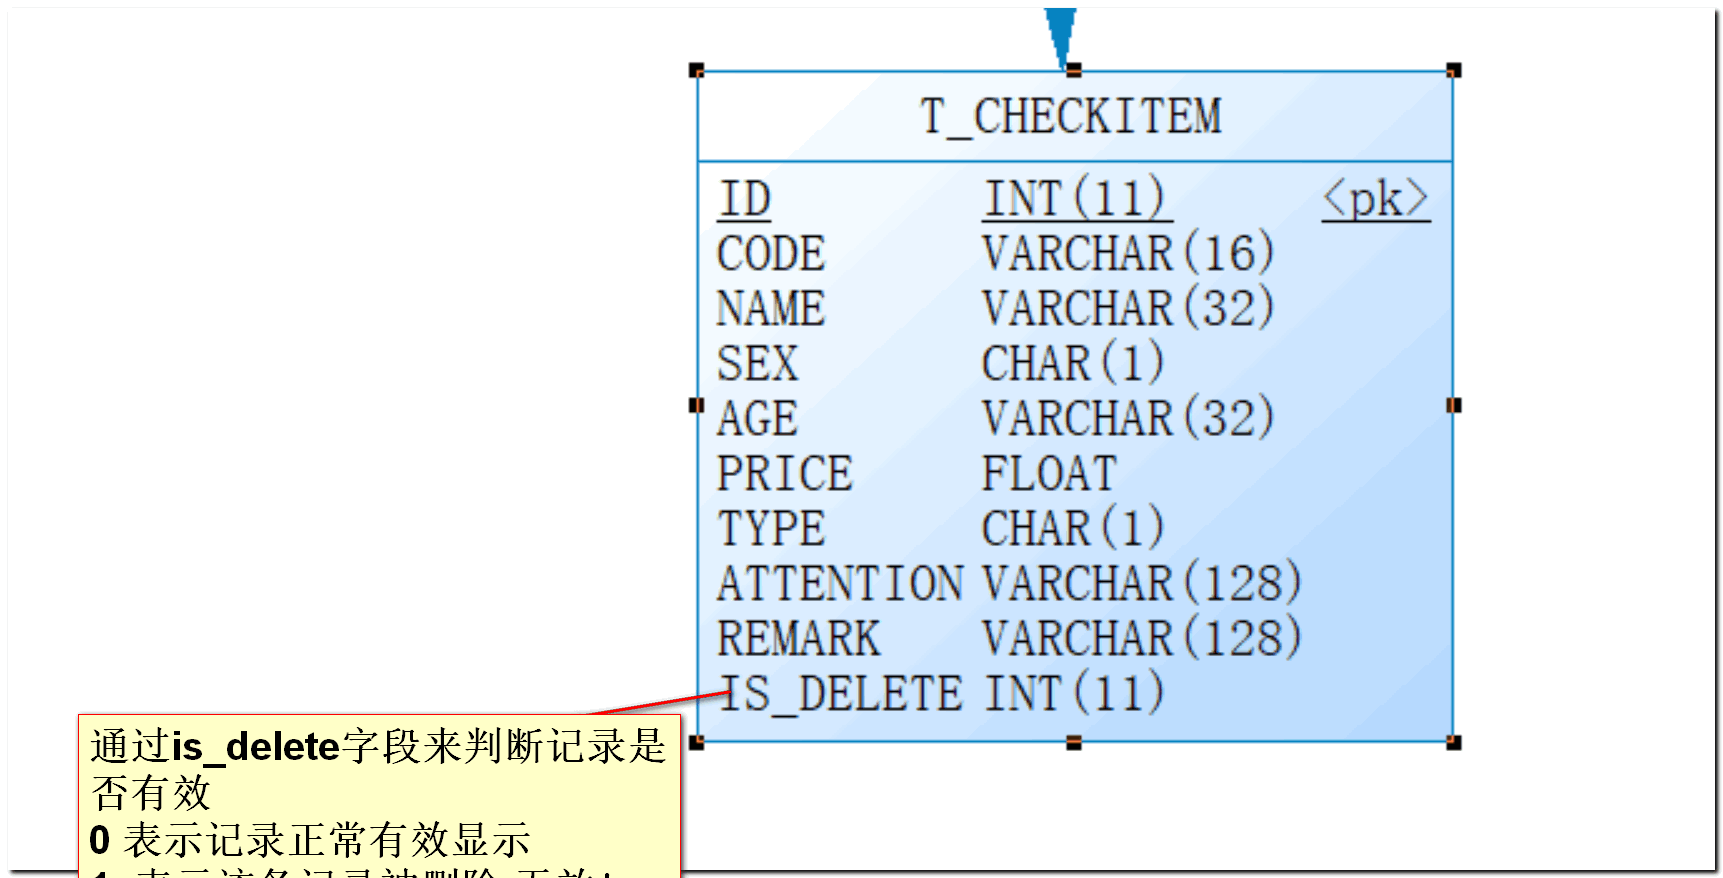 T_CHECKITEM
ID INT(11) <pk>
CODE VARCHAR(16)
NAME VARCHAR(32)
SEX CHAR(1)
AGE VARCHAR(32)
PRICE FLOAT
TYPE CHAR(1)
ATTENTION VARCHAR(128)
REMARK VARCHAR(128)
IS_DELETE INT(11)
通过is_delete字段来判断记录是
否有效
0 表示记录正常有效显示